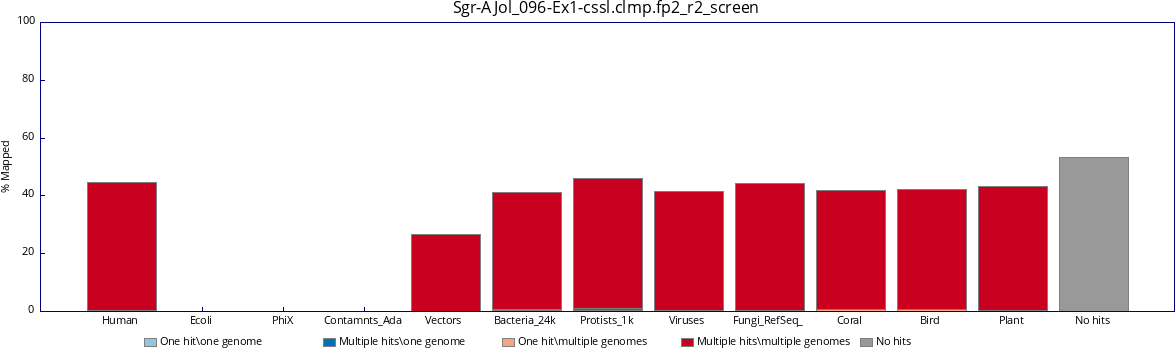 Sgr-AJol_096-Ex1-cssl.clmp.fp2_r2_screen
100
80
60
40
20
0
% Mapped
Human Ecoli PhiX Contamnts_Ada Vectors Bacteria_24k Protists_1k Viruses Fungi_RefSeq_ Coral Bird Plant No hits
One hit\one genome Multiple hits\one genome One hit\multiple genomes Multiple hits\multiple genomes No hits